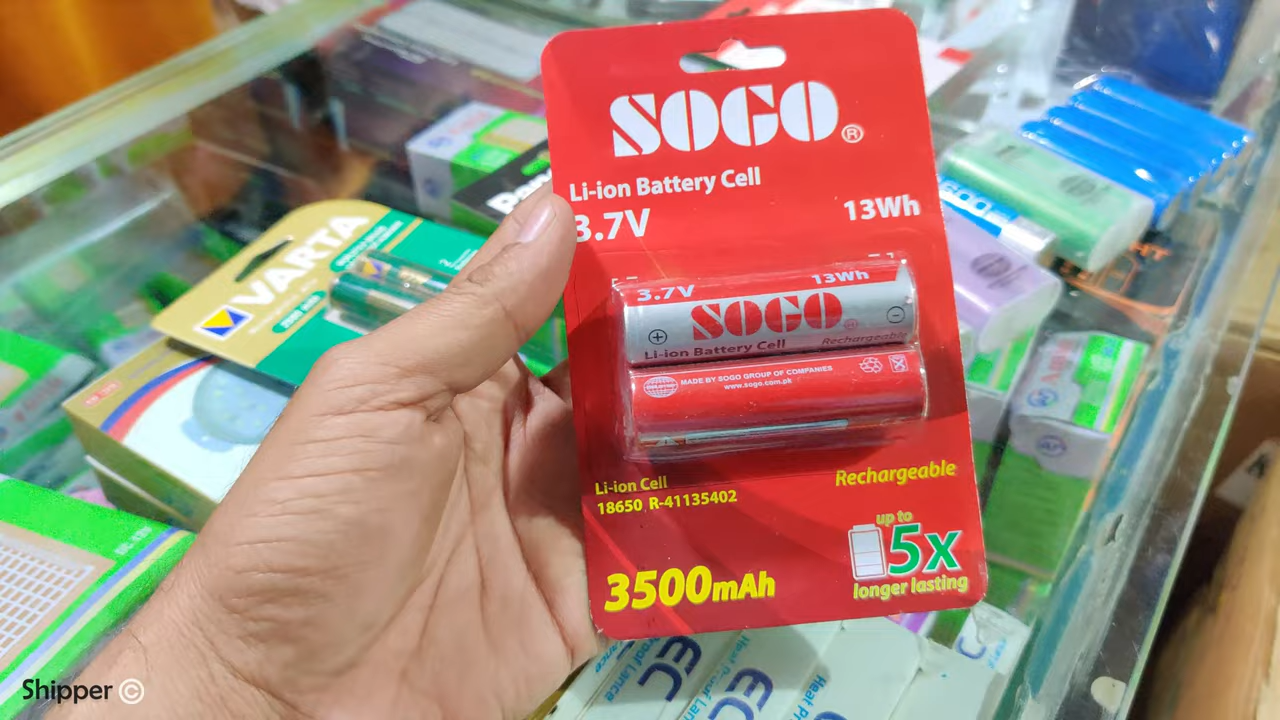 SOGO®
Li-ion Battery Cell
3.7V
13Wh
3.7V
13Wh
SOGO
Li-ion Battery Cell
Rechargeable
MADE BY SOGO GROUP OF COMPANIES
www.sogo.com.pk
Li-ion Cell
18650 R-41135402
Rechargeable
3500mAh
up to
5x
longer lasting
VARTA
EC
EC
Shipper ©